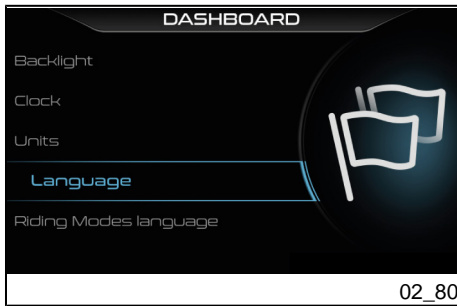 DASHBOARD
Backlight
Clock
Units
Language
Riding Modes language
02_80